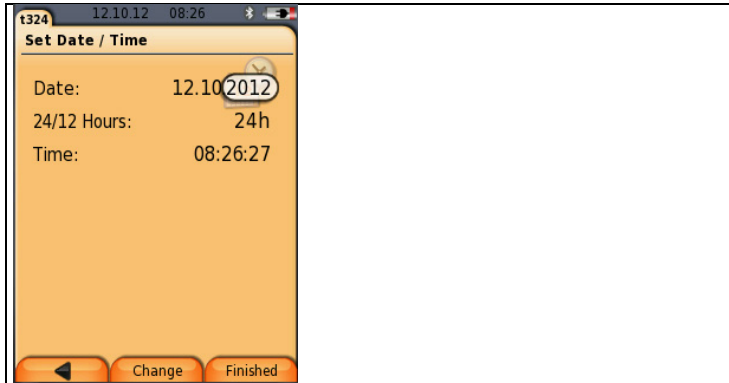 t324 12.10.12 08:26
Set Date / Time
Date: 12.10.2012
24/12 Hours: 24h
Time: 08:26:27
Change Finished